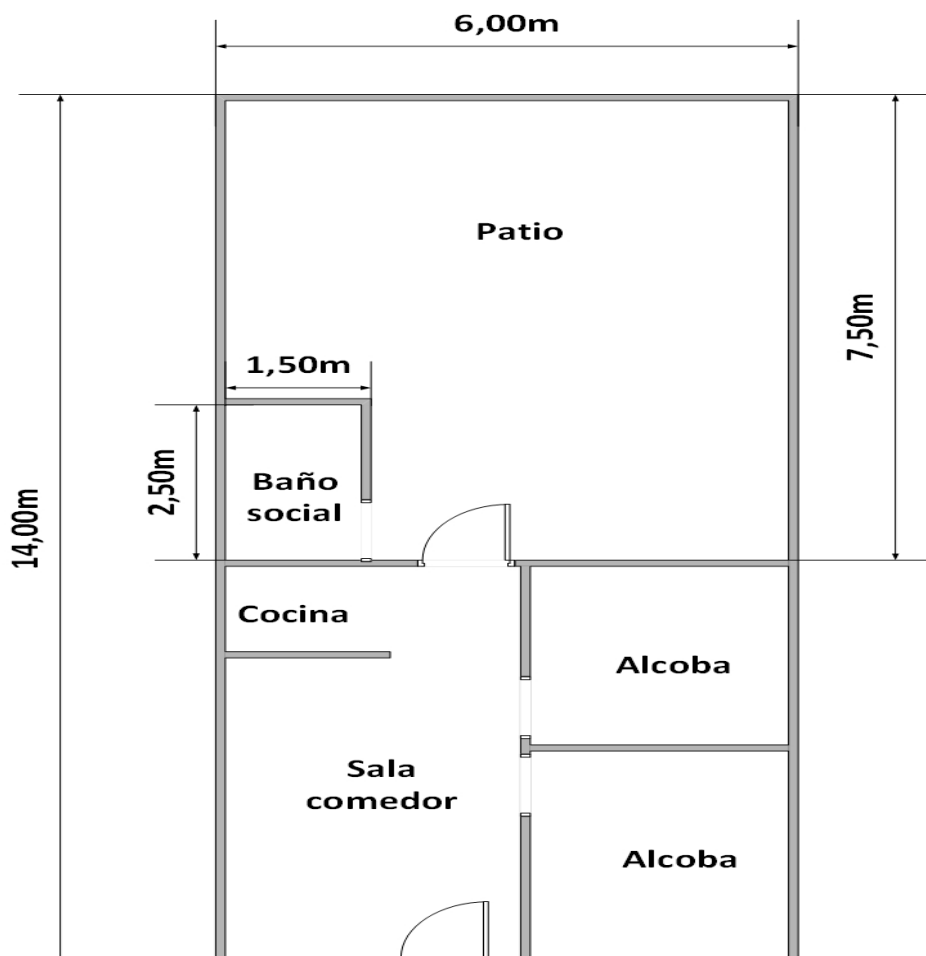 6,00m
Patio
7,50m
1,50m
2,50m
Baño
social
14,00m
Cocina
Alcoba
Sala
comedor
Alcoba